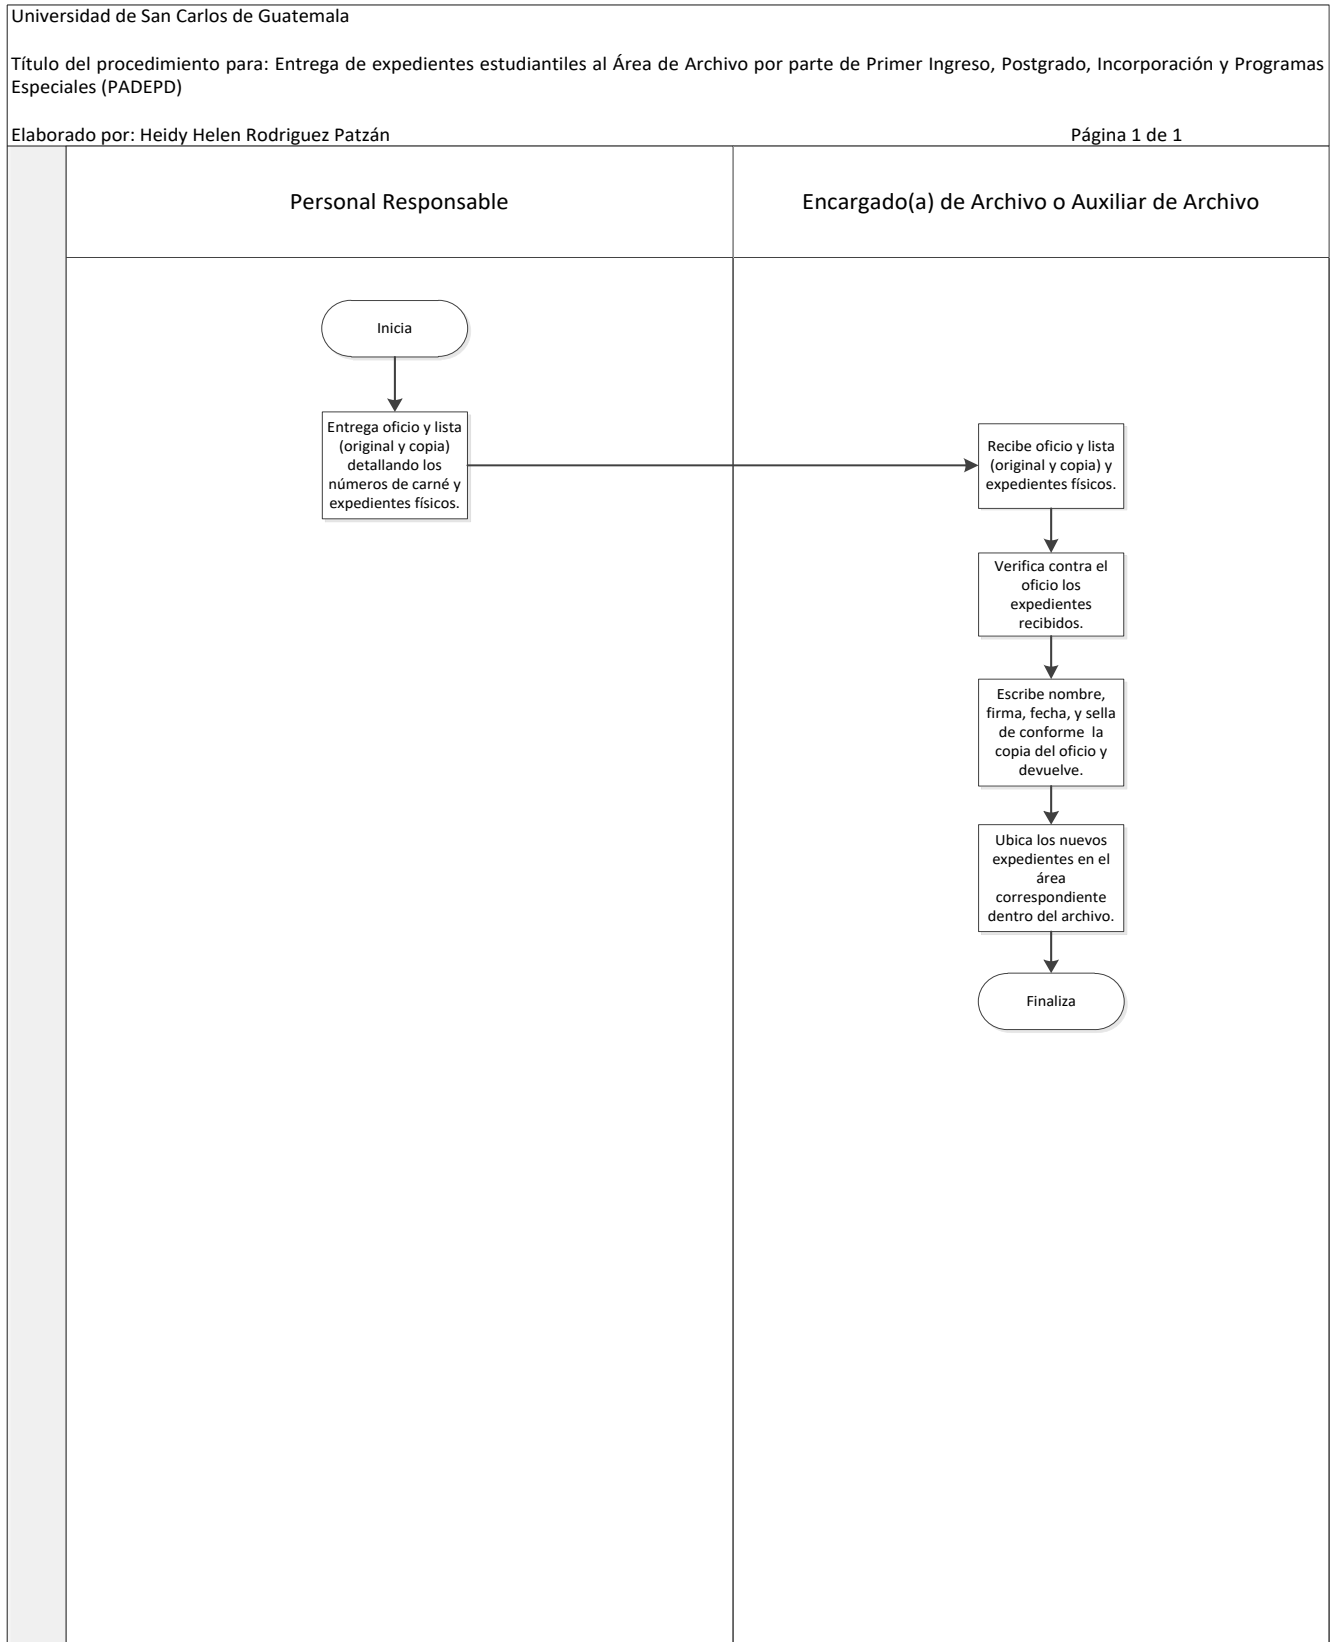 Universidad de San Carlos de Guatemala
Título del procedimiento para: Entrega de expedientes estudiantiles al Área de Archivo por parte de Primer Ingreso, Postgrado, Incorporación y Programas
Especiales (PADEPD)
Elaborado por: Heidy Helen Rodriguez Patzán Página 1 de 1
Personal Responsable
Encargado(a) de Archivo o Auxiliar de Archivo
Inicia
Entrega oficio y lista
(original y copia)
detallando los
números de carné y
expedientes físicos.
Recibe oficio y lista
(original y copia) y
expedientes físicos.
Verifica contra el
oficio los
expedientes
recibidos.
Escribe nombre,
firma, fecha, y sella
de conforme  la
copia del oficio y
devuelve.
Ubica los nuevos
expedientes en el
área
correspondiente
dentro del archivo.
Finaliza